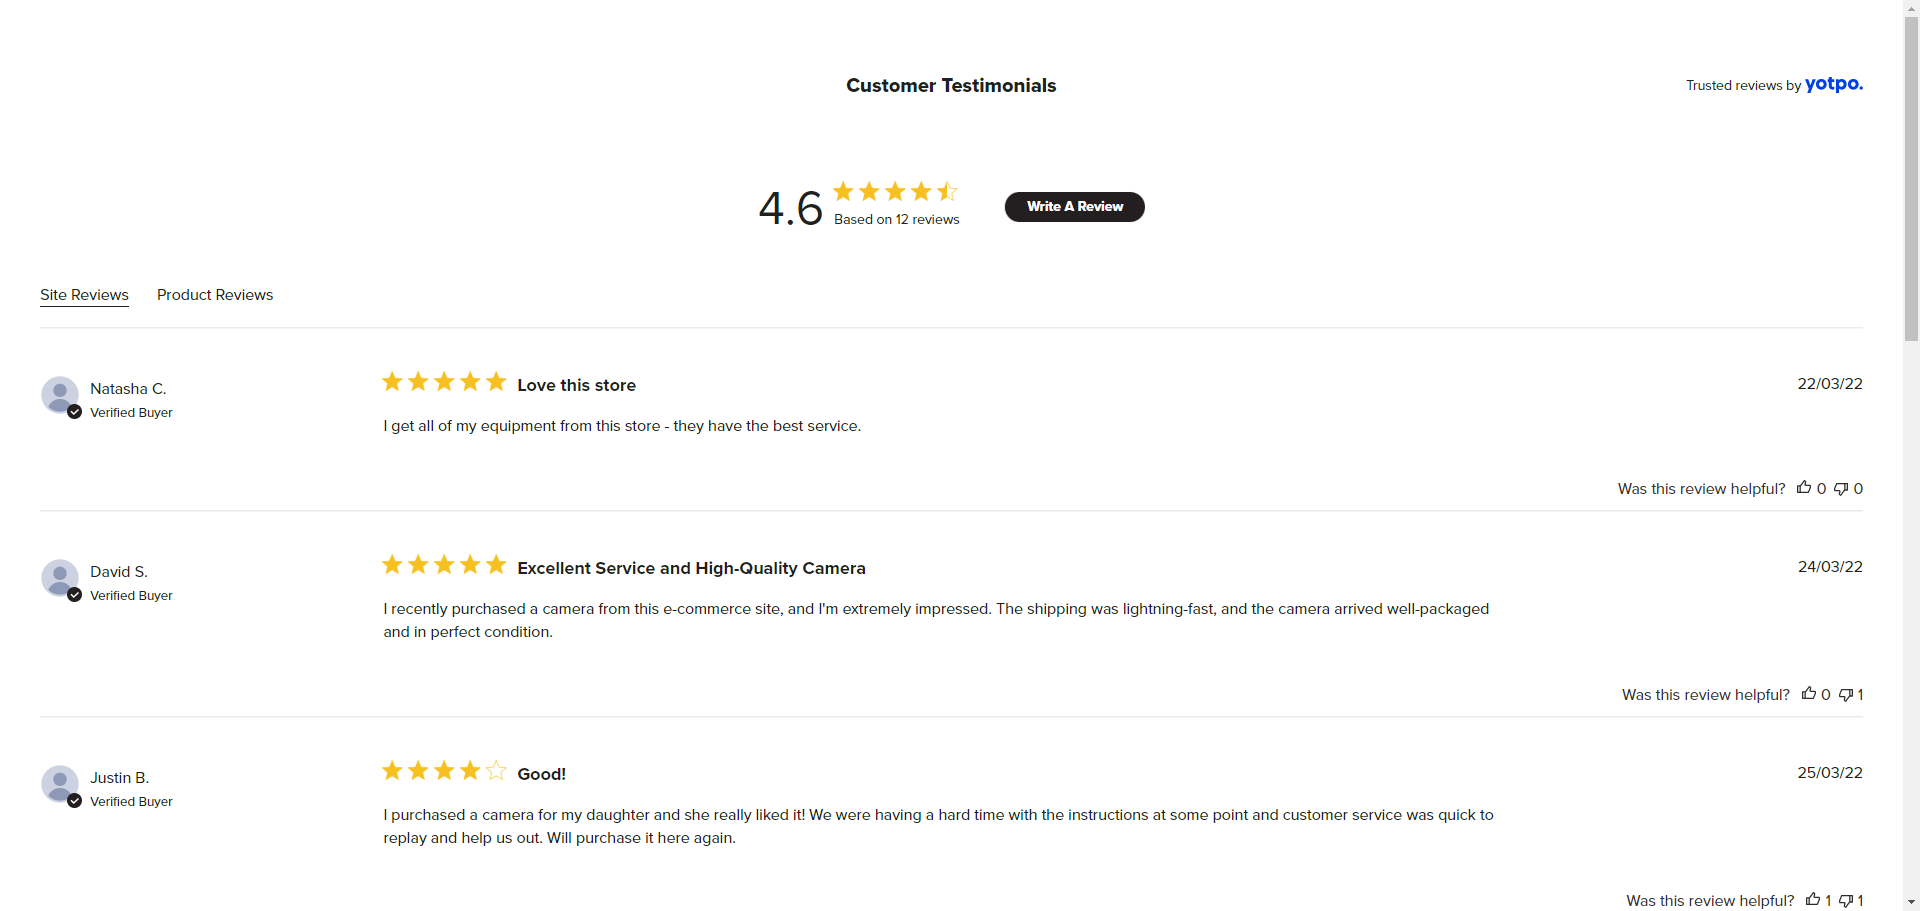 Customer Testimonials
Trusted reviews by yotpo.
4.6
Based on 12 reviews
Write A Review
Site Reviews Product Reviews
Natasha C.
Verified Buyer
Love this store
22/03/22
I get all of my equipment from this store - they have the best service.
Was this review helpful? 0 0
David S.
Verified Buyer
Excellent Service and High-Quality Camera
24/03/22
I recently purchased a camera from this e-commerce site, and I'm extremely impressed. The shipping was lightning-fast, and the camera arrived well-packaged
and in perfect condition.
Was this review helpful? 0 1
Justin B.
Verified Buyer
Good!
25/03/22
I purchased a camera for my daughter and she really liked it! We were having a hard time with the instructions at some point and customer service was quick to
replay and help us out. Will purchase it here again.
Was this review helpful? 1 1